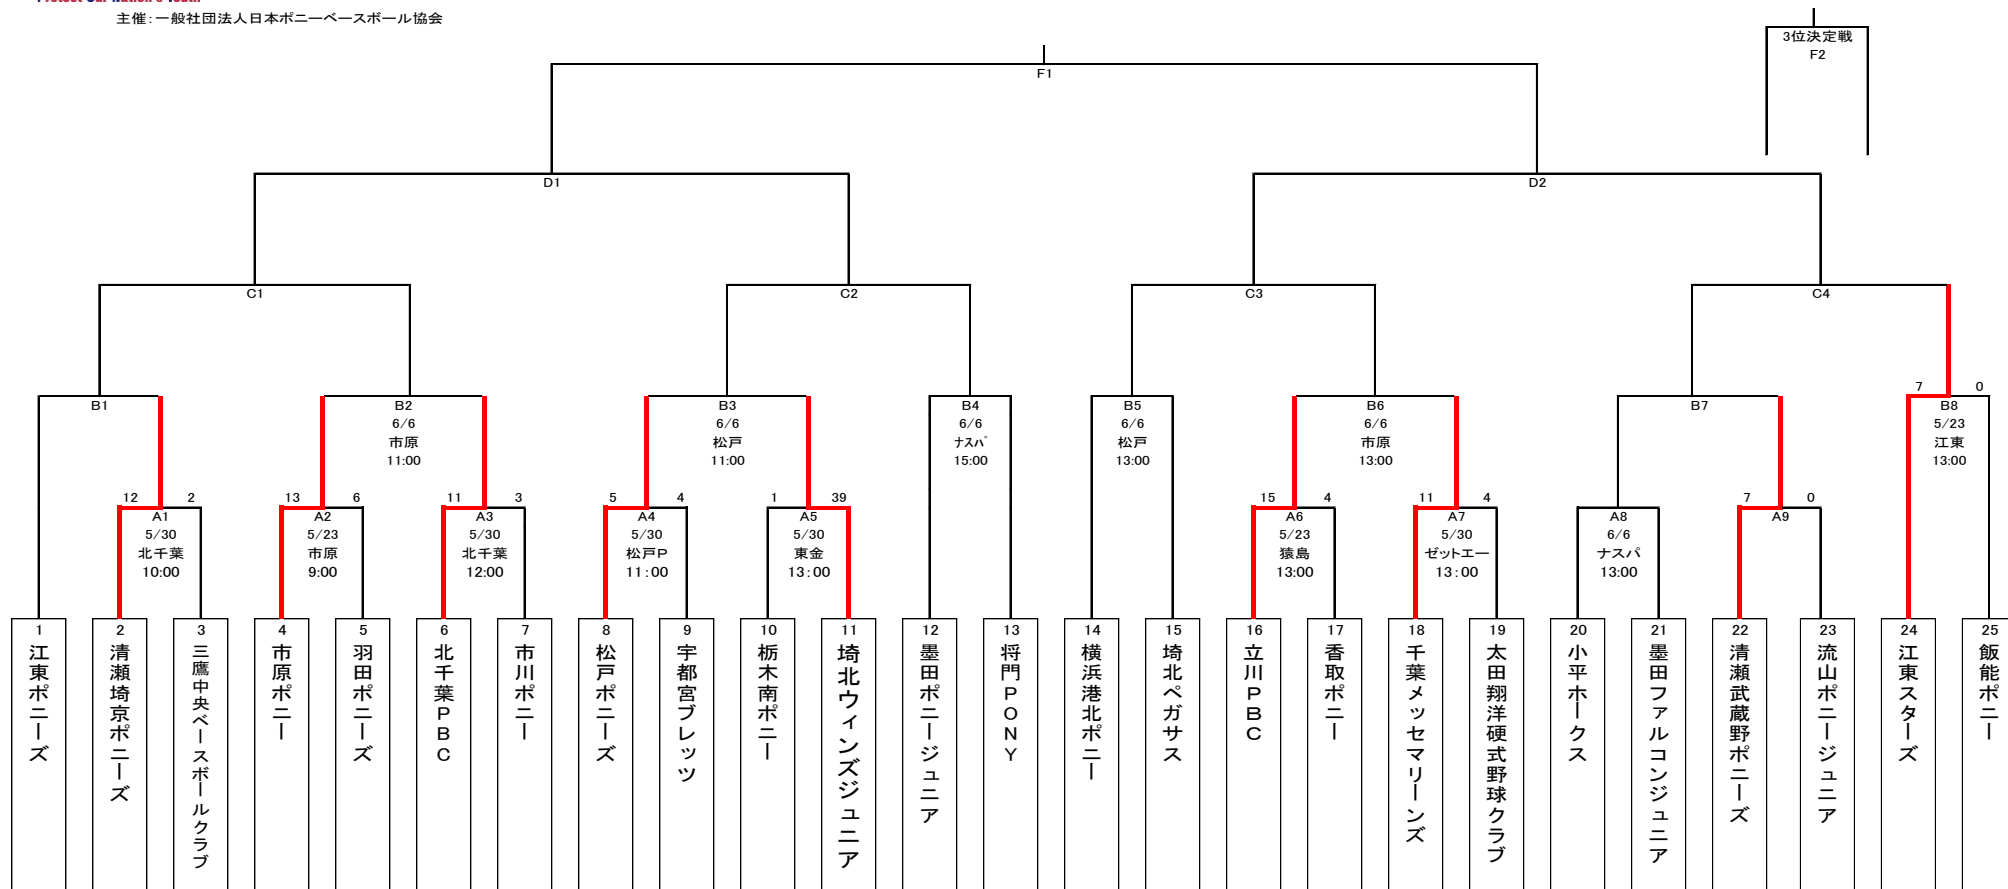 Protect Our Nation's Youth
主催：一般社団法人日本ポニーベースボール協会
3位決定戦
F2
F1
D1
D2
C1
C2
C3
C4
7
0
B1
B2
6/6
市原
11:00
B3
6/6
松戸
11:00
B4
6/6
ﾅｽﾊﾟ
15:00
B5
6/6
松戸
13:00
B6
6/6
市原
13:00
B7
B8
5/23
江東
13:00
12
2
13
6
11
3
5
4
1
39
15
4
11
4
7
0
A1
5/30
北千葉
10:00
A2
5/23
市原
9:00
A3
5/30
北千葉
12:00
A4
5/30
松戸P
11:00
A5
5/30
東金
13:00
A6
5/23
猿島
13:00
A7
5/30
ゼットエー
13:00
A8
6/6
ナスパ
13:00
A9
1
江東ポニーズ
2
清瀬埼京ポニーズ
3
三鷹中央ベースボールクラブ
4
市原ポニー
5
羽田ポニーズ
6
北千葉PBC
7
市川ポニー
8
松戸ポニーズ
9
宇都宮ブレッツ
10
栃木南ポニー
11
埼北ウィンズジュニア
12
墨田ポニージュニア
13
将門PONY
14
横浜港北ポニー
15
埼北ペガサス
16
立川PBC
17
香取ポニー
18
千葉メッセマリーンズ
19
太田翔洋硬式野球クラブ
20
小平ホークス
21
墨田ファルコンジュニア
22
清瀬武蔵野ポニーズ
23
流山ポニージュニア
24
江東スターズ
25
飯能ポニー